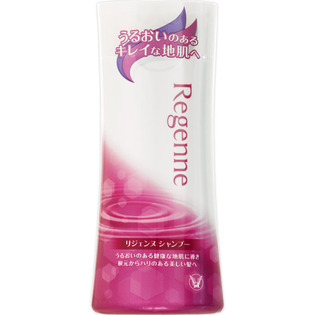 うるおいのある
キレイな地肌へ
Regenne
リジェンヌ シャンプー
うるおいのある健康な地肌に導き
根元からハリのある美しい髪へ